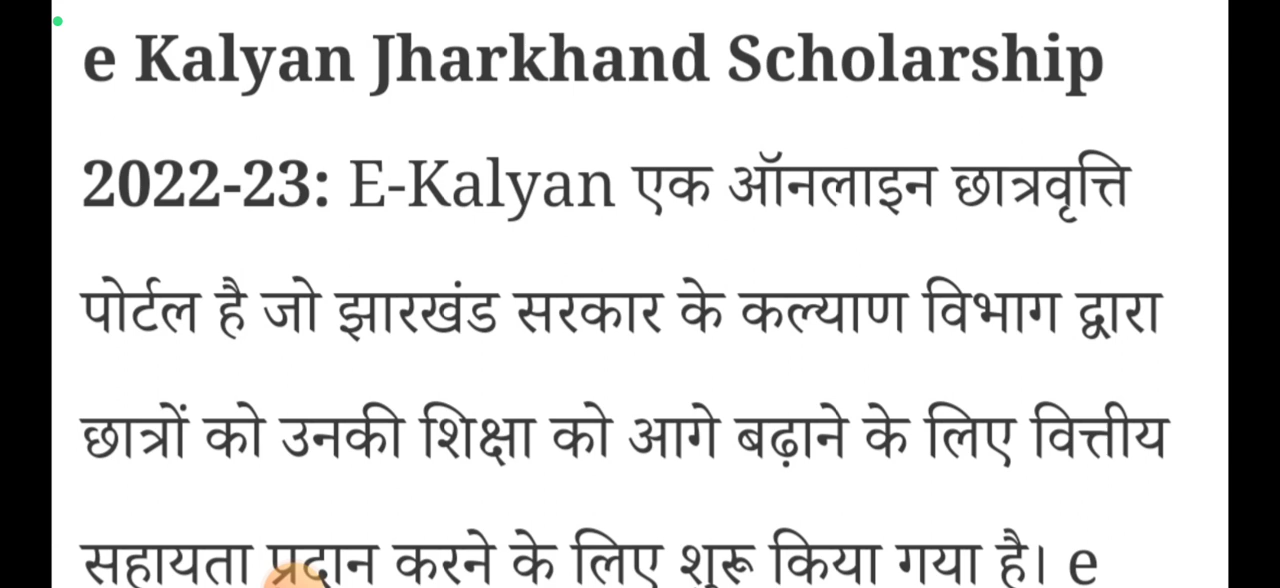 e Kalyan Jharkhand Scholarship
2022-23: E-Kalyan एक ऑनलाइन छात्रवृत्ति
पोर्टल है जो झारखंड सरकार के कल्याण विभाग द्वारा
छात्रों को उनकी शिक्षा को आगे बढ़ाने के लिए वित्तीय
सहायता प्रदान करने के लिए शुरू किया गया है। e